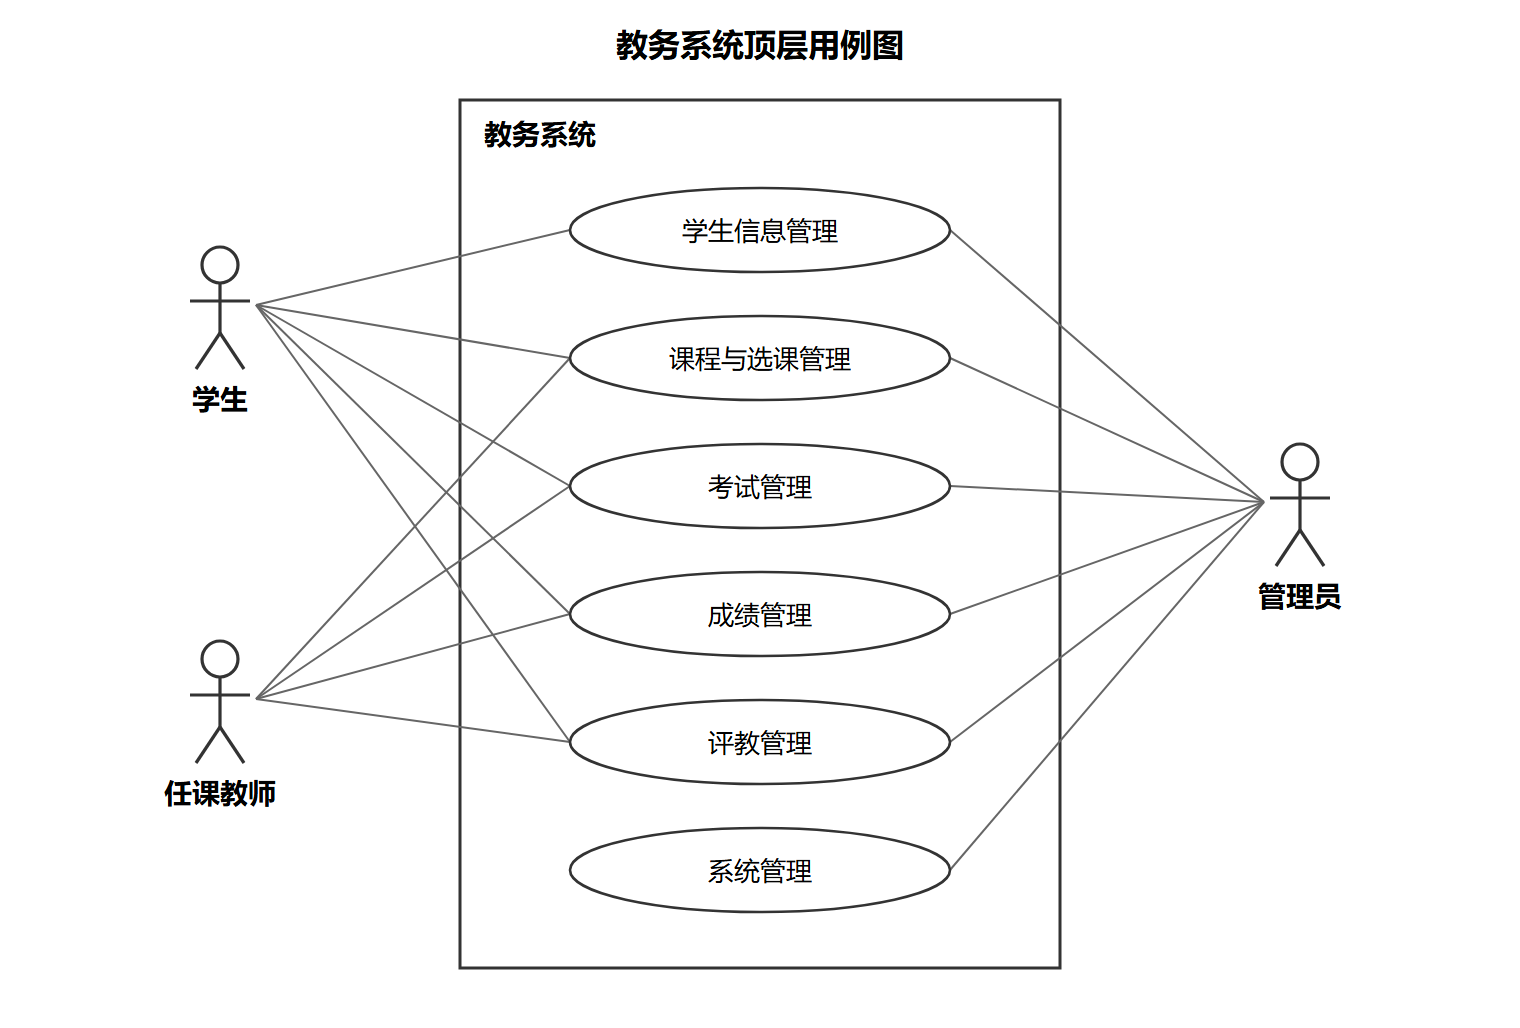 教务系统顶层用例图
教务系统
学生信息管理
课程与选课管理
考试管理
成绩管理
评教管理
系统管理
学生
任课教师
管理员